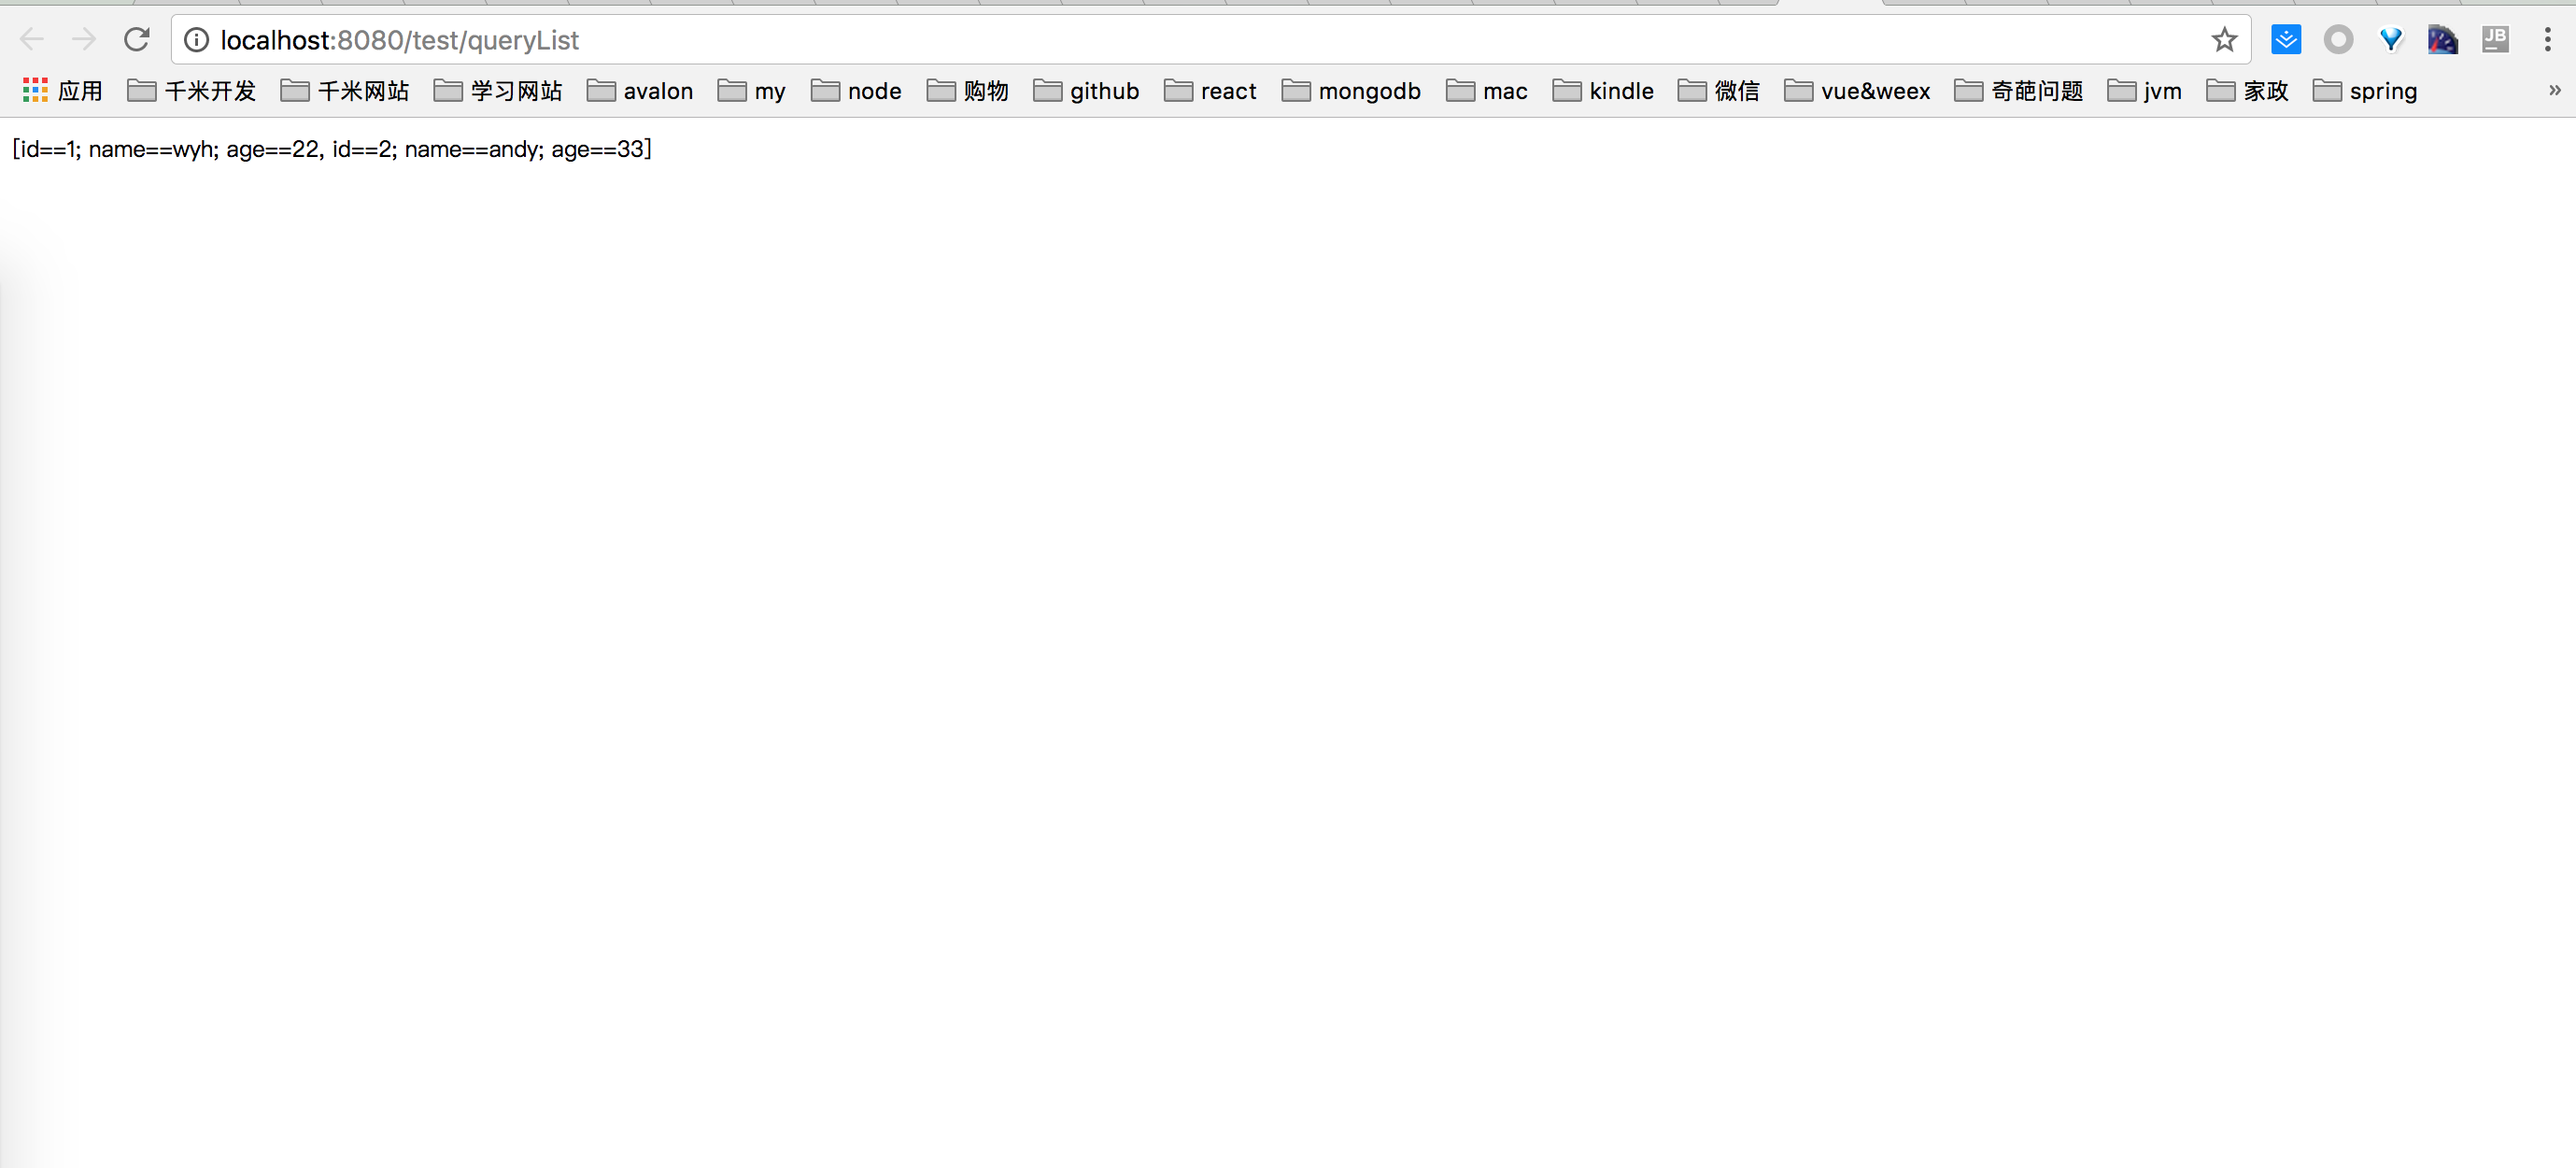 localhost:8080/test/queryList
JB
应用 千米开发 千米网站 学习网站 avalon my node 购物 github react mongodb mac kindle 微信 vue&weex 奇葩问题 jvm 家政 spring »
[id==1; name==wyh; age==22, id==2; name==andy; age==33]